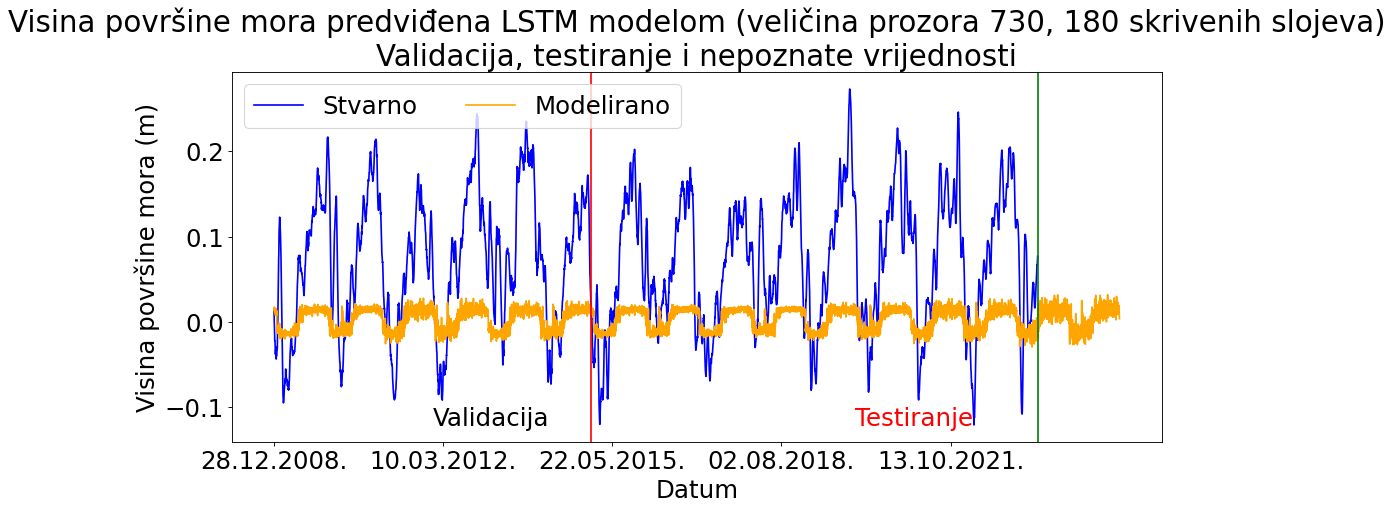 Visina površine mora predviđena LSTM modelom (veličina prozora 730, 180 skrivenih slojeva)
Validacija, testiranje i nepoznate vrijednosti
Stvarno Modelirano
Visina površine mora (m)
0.2
0.1
0.0
−0.1
Validacija Testiranje
28.12.2008. 10.03.2012. 22.05.2015. 02.08.2018. 13.10.2021.
Datum